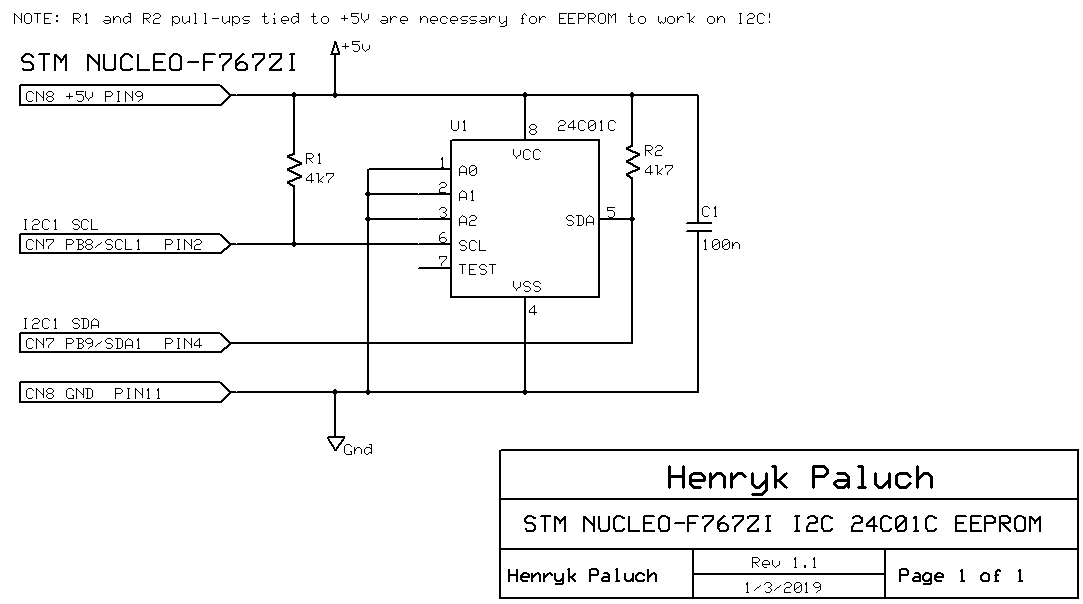 NOTE: R1 and R2 pull-ups tied to +5V are necessary for EEPROM to work on I2C!
+5v
STM NUCLEO-F767ZI
CN8 +5V PIN9
U1
8
24C01C
VCC
R1
4k7
R2
4k7
1
A0
2
A1
3
A2
SDA
5
C1
100n
I2C1 SCL
CN7 PB8/SCL1 PIN2
6
SCL
7
TEST
VSS
4
I2C1 SDA
CN7 PB9/SDA1 PIN4
CN8 GND PIN11
Gnd
Henryk Paluch
STM NUCLEO-F767ZI I2C 24C01C EEPROM
Henryk Paluch
Rev 1.1
1/3/2019
Page 1 of 1